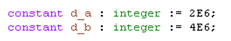 constant d_a : integer := 2E6;
constant d_b : integer := 4E6;